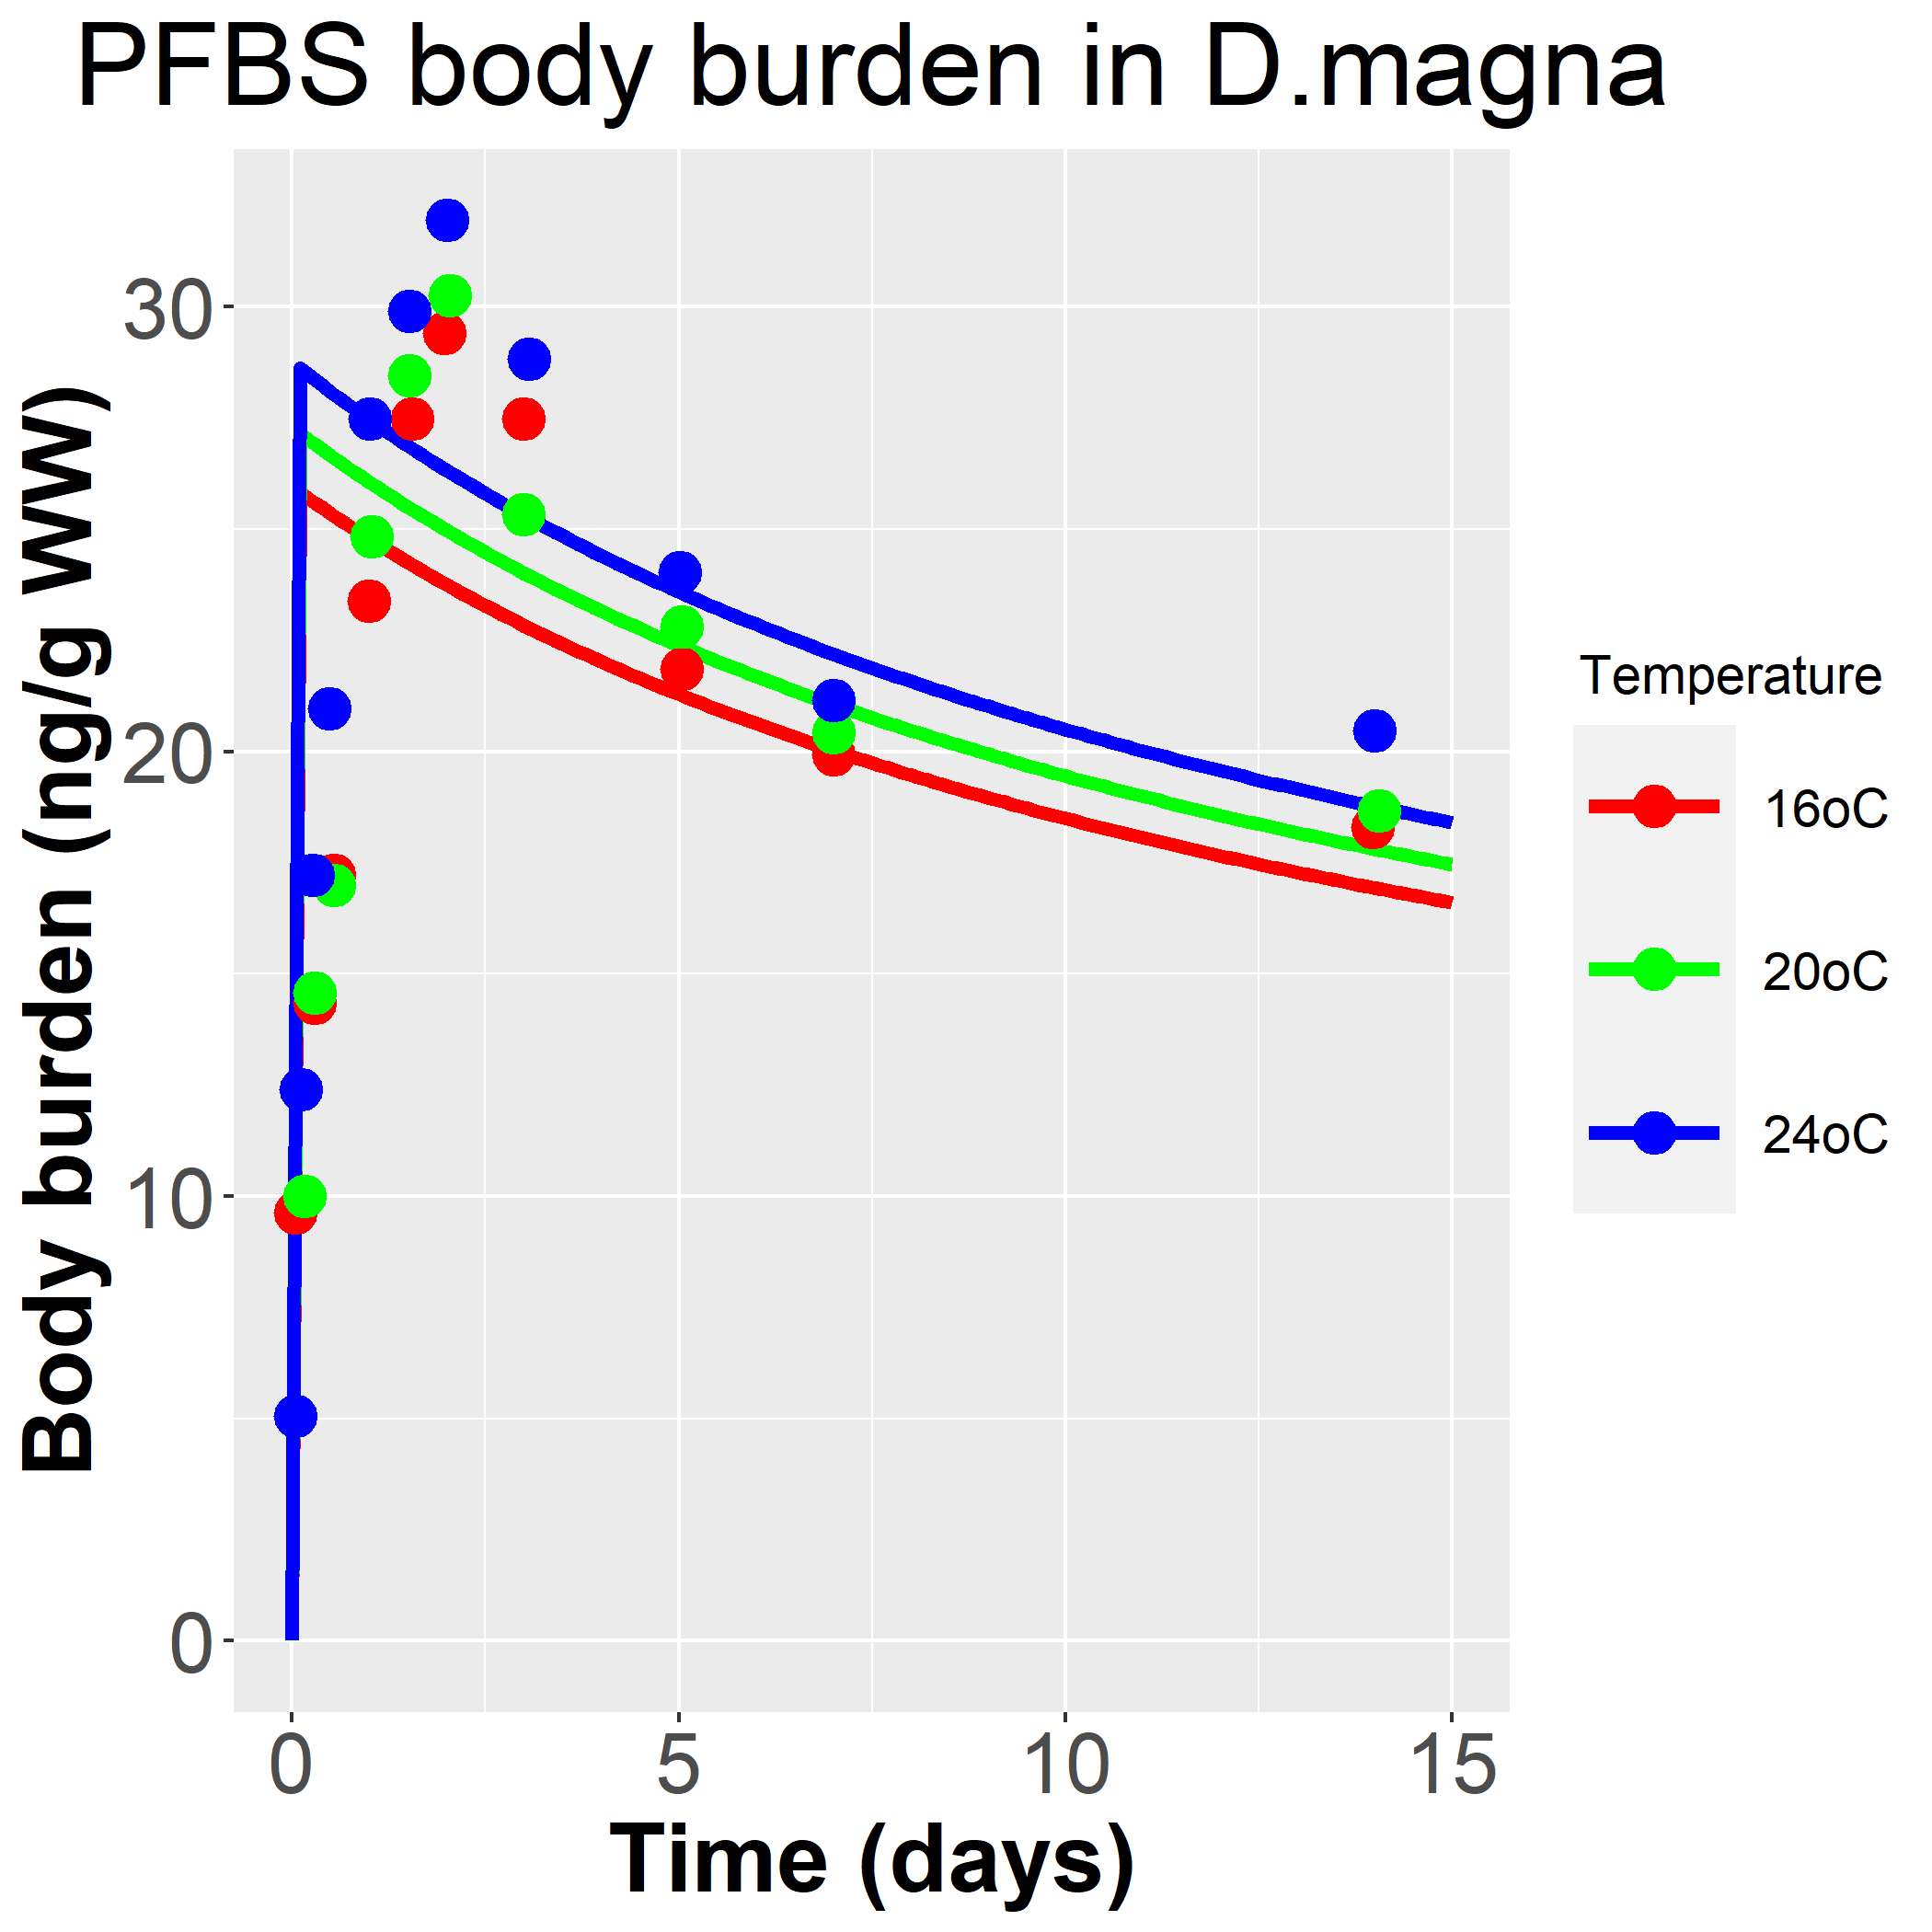 PFBS body burden in D.magna
Body burden (ng/g WW)
30
20
10
0
0 5 10 15
Time (days)
Temperature
16oC
20oC
24oC